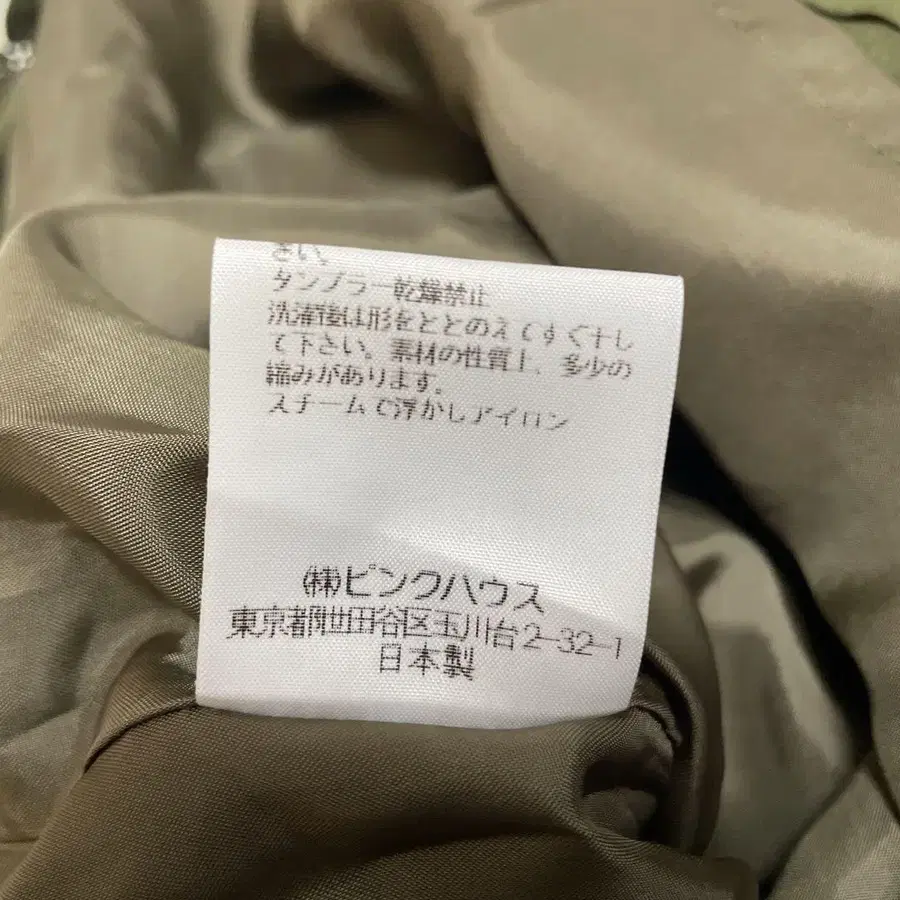 さい。
タンブラー乾燥禁止
洗濯後は形をととのえてすぐ干し
て下さい。素材の性質上、多少の
縮みがあります。
スチームで浮かしアイロン
(株)ピンクハウス
東京都世田谷区玉川台2-32-1
日本製